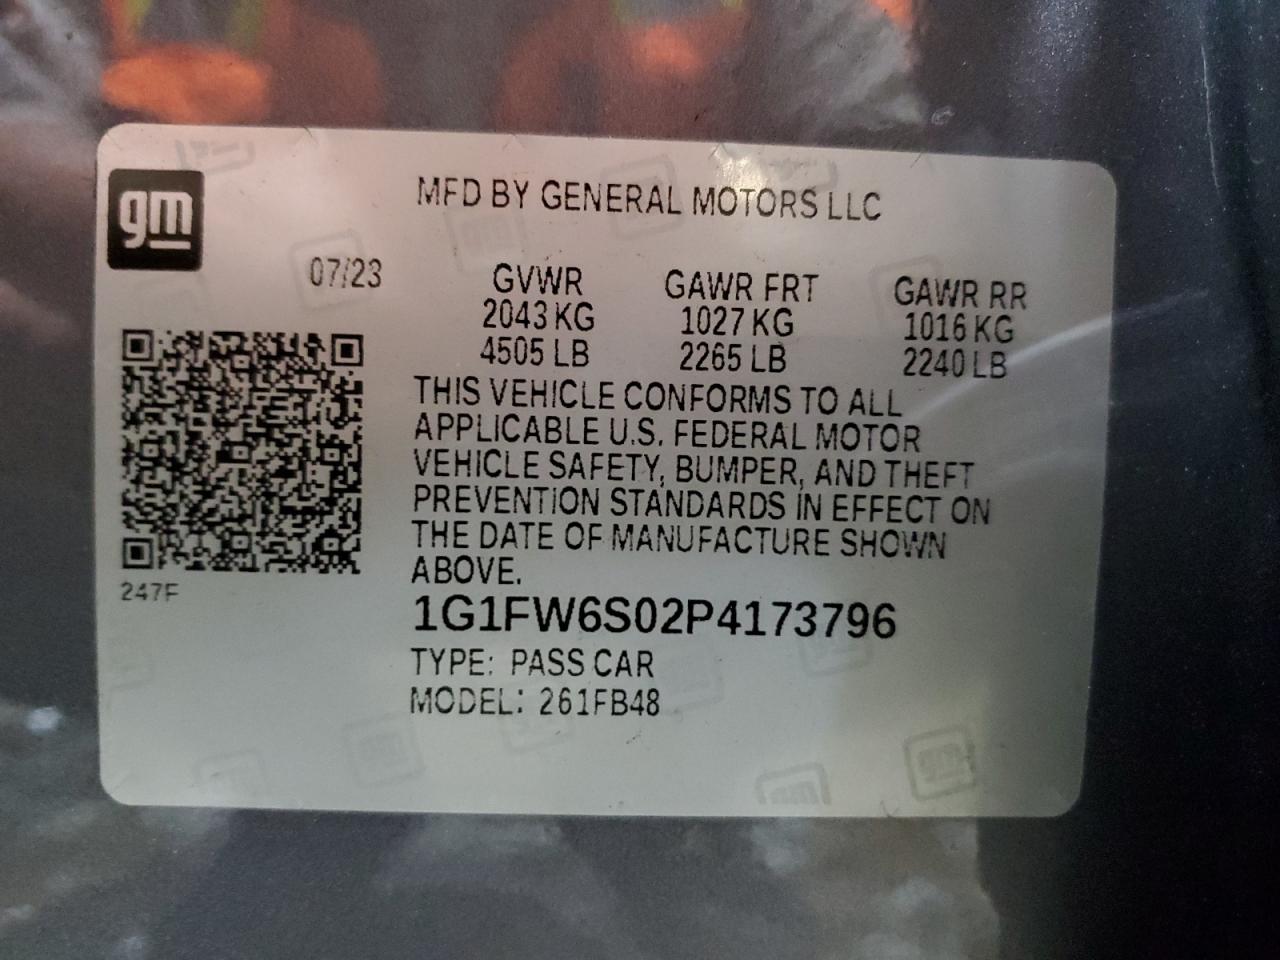 gm
MFD BY GENERAL MOTORS LLC
07/23
GVWR GAWR FRT GAWR RR
2043 KG 1027 KG 1016 KG
4505 LB 2265 LB 2240 LB
THIS VEHICLE CONFORMS TO ALL
APPLICABLE U.S. FEDERAL MOTOR
VEHICLE SAFETY, BUMPER, AND THEFT
PREVENTION STANDARDS IN EFFECT ON
THE DATE OF MANUFACTURE SHOWN
ABOVE.
247F
1G1FW6S02P4173796
TYPE: PASS CAR
MODEL: 261FB48